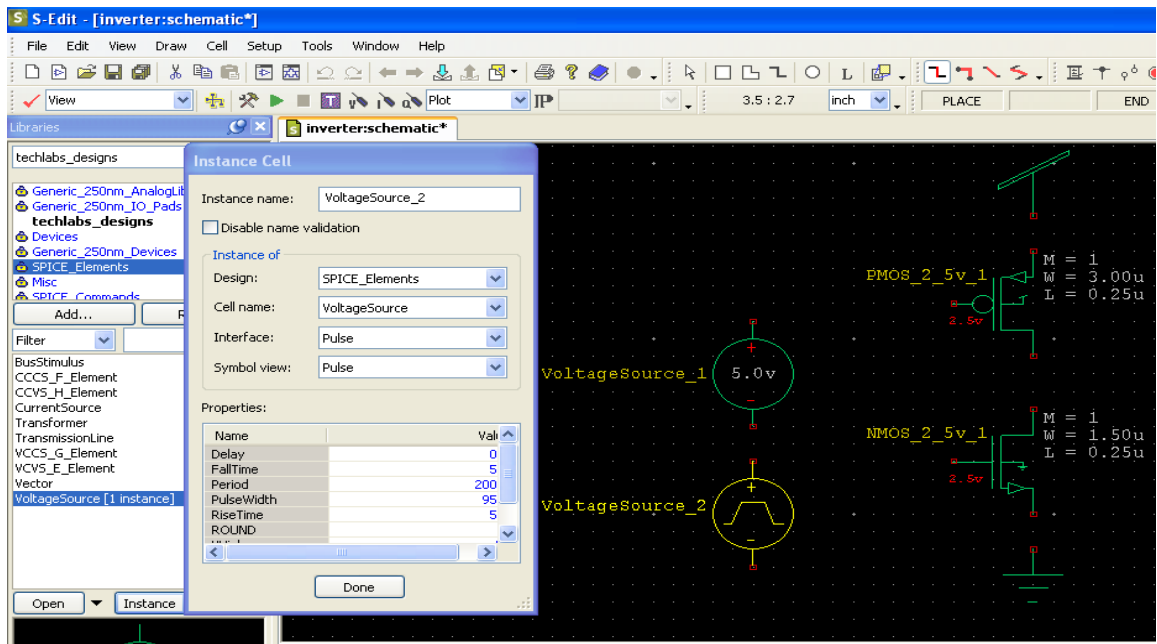 S-Edit - [inverter:schematic*]
File Edit View Draw Cell Setup Tools Window Help
View Plot 3.5 : 2.7 inch PLACE END
Libraries
inverter:schematic*
techlabs_designs
Generic_250nm_AnalogLib
Generic_250nm_IO_Pads
techlabs_designs
Devices
Generic_250nm_Devices
SPICE_Elements
Misc
SPICE_Commands
Add...
Filter
BusStimulus
CCCS_F_Element
CCVS_H_Element
CurrentSource
Transformer
TransmissionLine
VCCS_G_Element
VCVS_E_Element
Vector
VoltageSource [1 instance]
Open Instance
Instance Cell
Instance name: VoltageSource_2
Disable name validation
Instance of
Design: SPICE_Elements
Cell name: VoltageSource
Interface: Pulse
Symbol view: Pulse
Properties:
Name Valu
Delay 0
FallTime 5
Period 200
PulseWidth 95
RiseTime 5
ROUND
Done
PMOS_2_5v_1
M = 1
W = 3.00u
L = 0.25u
2.5v
VoltageSource_1 5.0v
NMOS_2_5v_1
M = 1
W = 1.50u
L = 0.25u
2.5v
VoltageSource_2